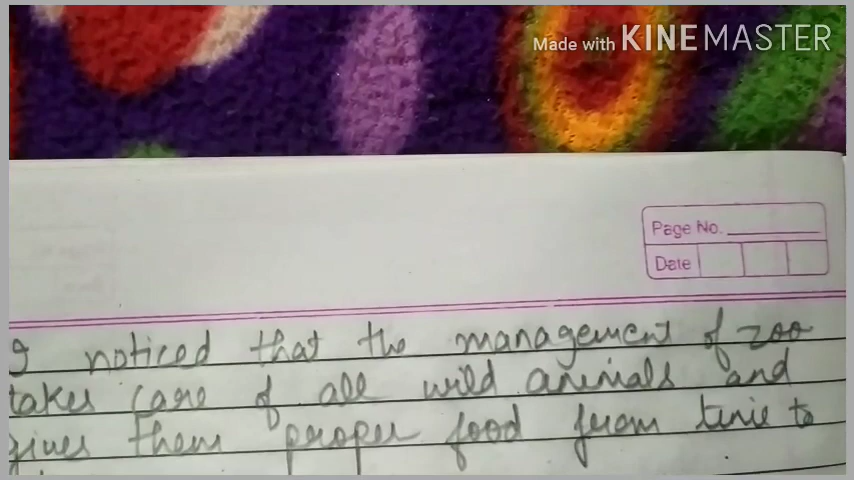 Made with KINEMASTER
Page No.
Date
I noticed that the management of zoo
takes care of all wild animals and
gives them proper food from time to